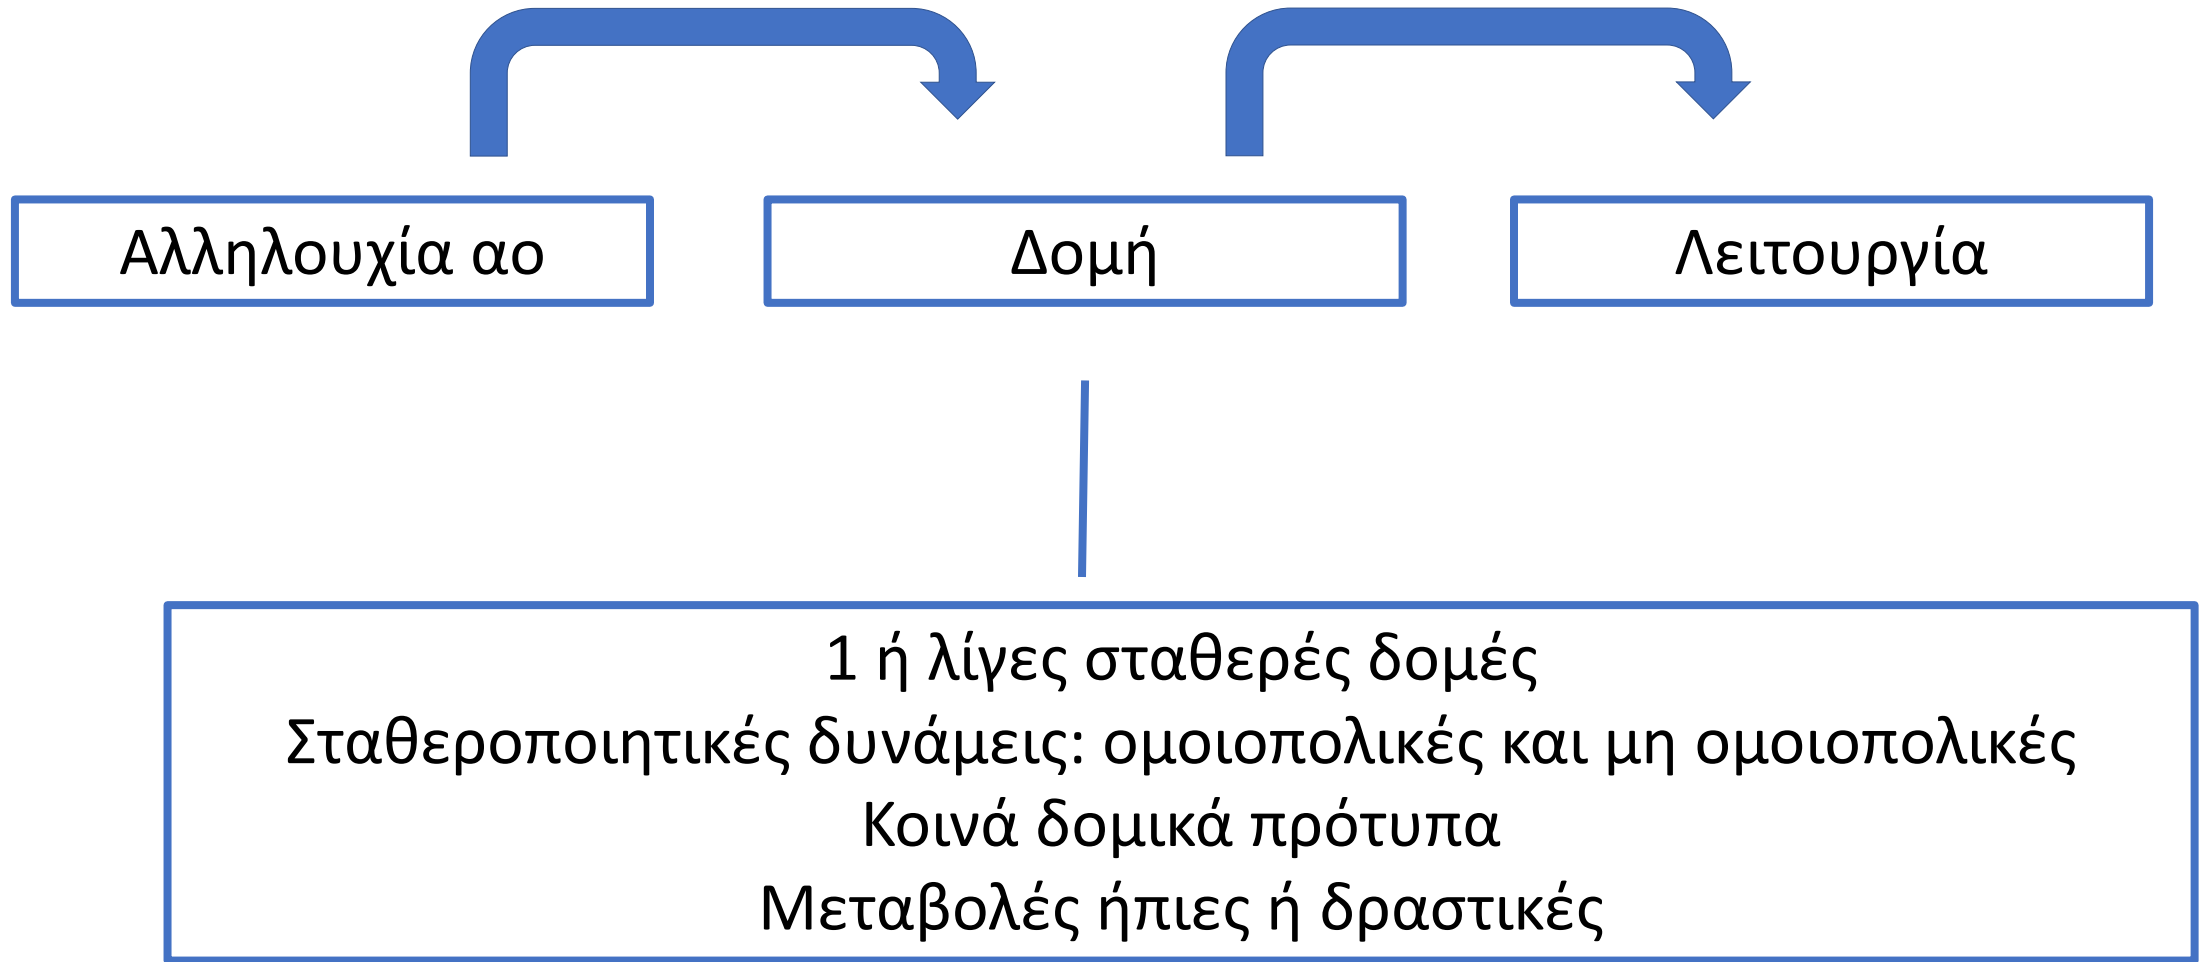 Αλληλουχία αο
Δομή
Λειτουργία
1 ή λίγες σταθερές δομές
Σταθεροποιητικές δυνάμεις: ομοιοπολικές και μη ομοιοπολικές
Κοινά δομικά πρότυπα
Μεταβολές ήπιες ή δραστικές